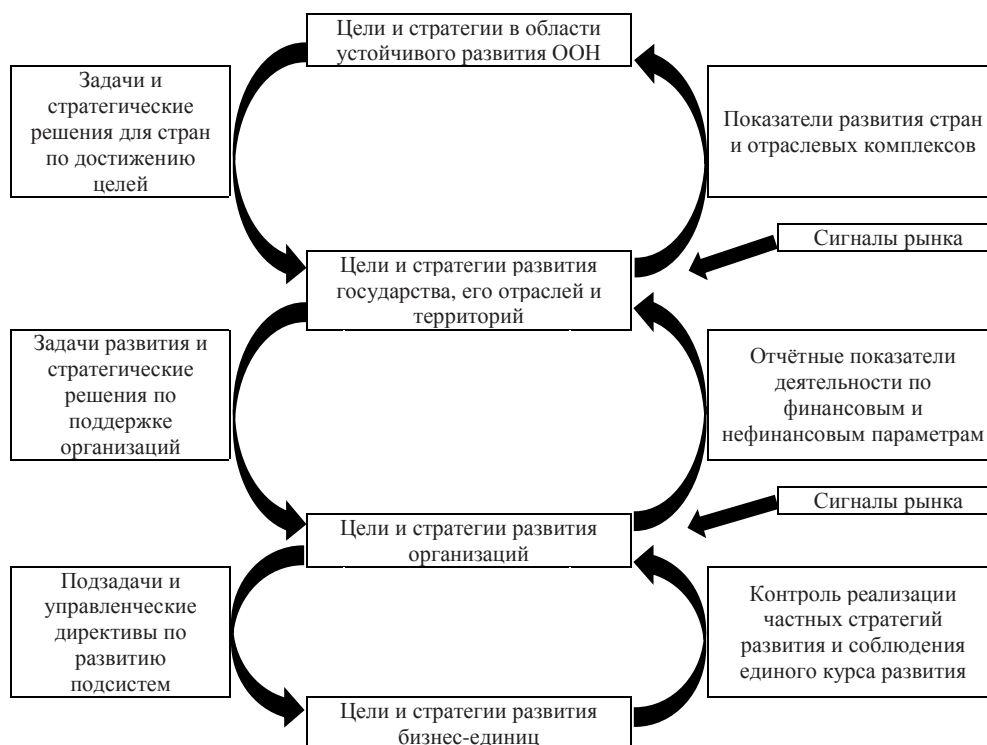 Цели и стратегии в области
устойчивого развития ООН
Задачи и
стратегические
решения для стран
по достижению
целей
Показатели развития стран
и отраслевых комплексов
Сигналы рынка
Цели и стратегии развития
государства, его отраслей и
территорий
Задачи развития и
стратегические
решения по
поддержке
организаций
Отчётные показатели
деятельности по
финансовым и
нефинансовым параметрам
Сигналы рынка
Цели и стратегии развития
организаций
Подзадачи и
управленческие
директивы по
развитию
подсистем
Контроль реализации
частных стратегий
развития и соблюдения
единого курса развития
Цели и стратегии развития
бизнес-единиц